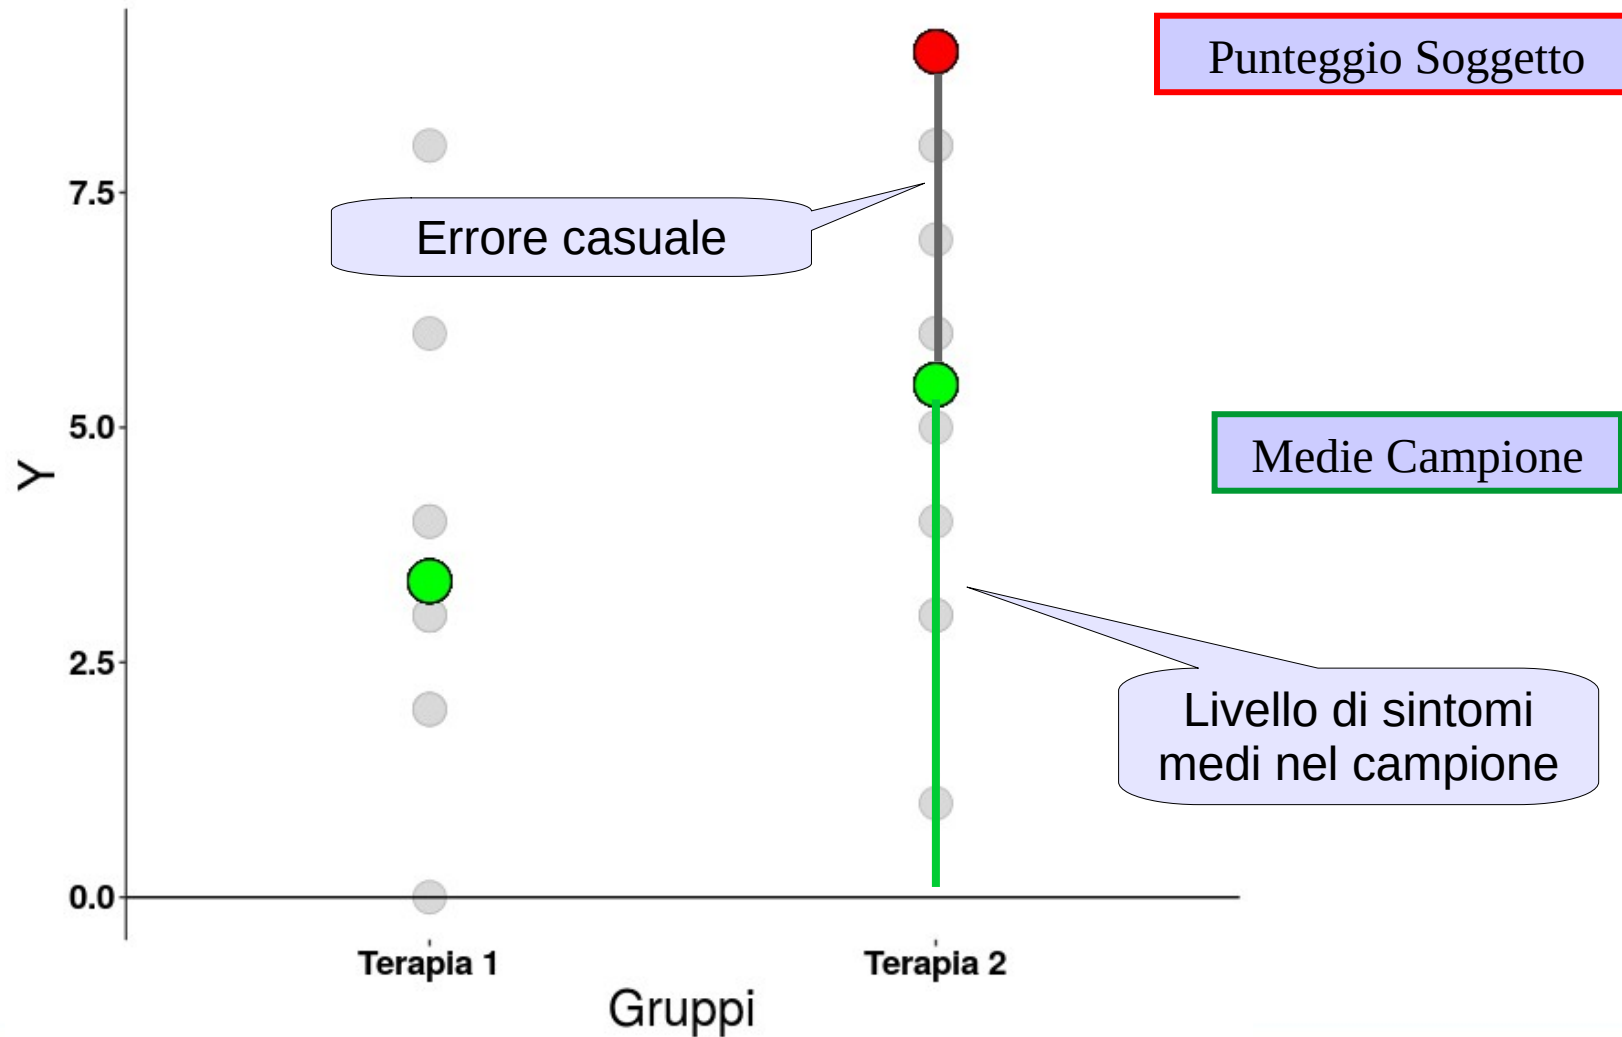 Punteggio Soggetto
7.5
Errore casuale
5.0
Medie Campione
Y
2.5
Livello di sintomi
medi nel campione
0.0
Terapia 1
Terapia 2
Gruppi